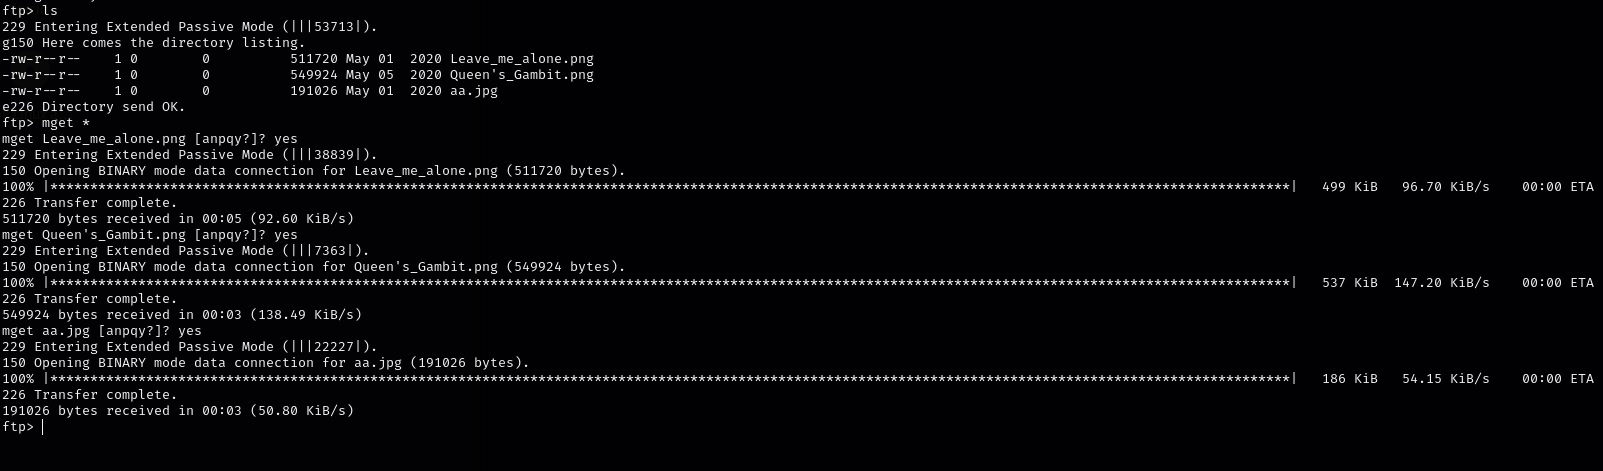 ftp> ls
229 Entering Extended Passive Mode (|||53713|).
g150 Here comes the directory listing.
-rw-r--r--    1 0        0          511720 May 01  2020 Leave_me_alone.png
-rw-r--r--    1 0        0          549924 May 05  2020 Queen's_Gambit.png
-rw-r--r--    1 0        0          191026 May 01  2020 aa.jpg
e226 Directory send OK.
ftp> mget *
mget Leave_me_alone.png [anpqy?]? yes
229 Entering Extended Passive Mode (|||38839|).
150 Opening BINARY mode data connection for Leave_me_alone.png (511720 bytes).
100% |***********************************************************************************************************************************************************|   499 KiB   96.70 KiB/s    00:00 ETA
226 Transfer complete.
511720 bytes received in 00:05 (92.60 KiB/s)
mget Queen's_Gambit.png [anpqy?]? yes
229 Entering Extended Passive Mode (|||7363|).
150 Opening BINARY mode data connection for Queen's_Gambit.png (549924 bytes).
100% |***********************************************************************************************************************************************************|   537 KiB  147.20 KiB/s    00:00 ETA
226 Transfer complete.
549924 bytes received in 00:03 (138.49 KiB/s)
mget aa.jpg [anpqy?]? yes
229 Entering Extended Passive Mode (|||22227|).
150 Opening BINARY mode data connection for aa.jpg (191026 bytes).
100% |***********************************************************************************************************************************************************|   186 KiB   54.15 KiB/s    00:00 ETA
226 Transfer complete.
191026 bytes received in 00:03 (50.80 KiB/s)
ftp>